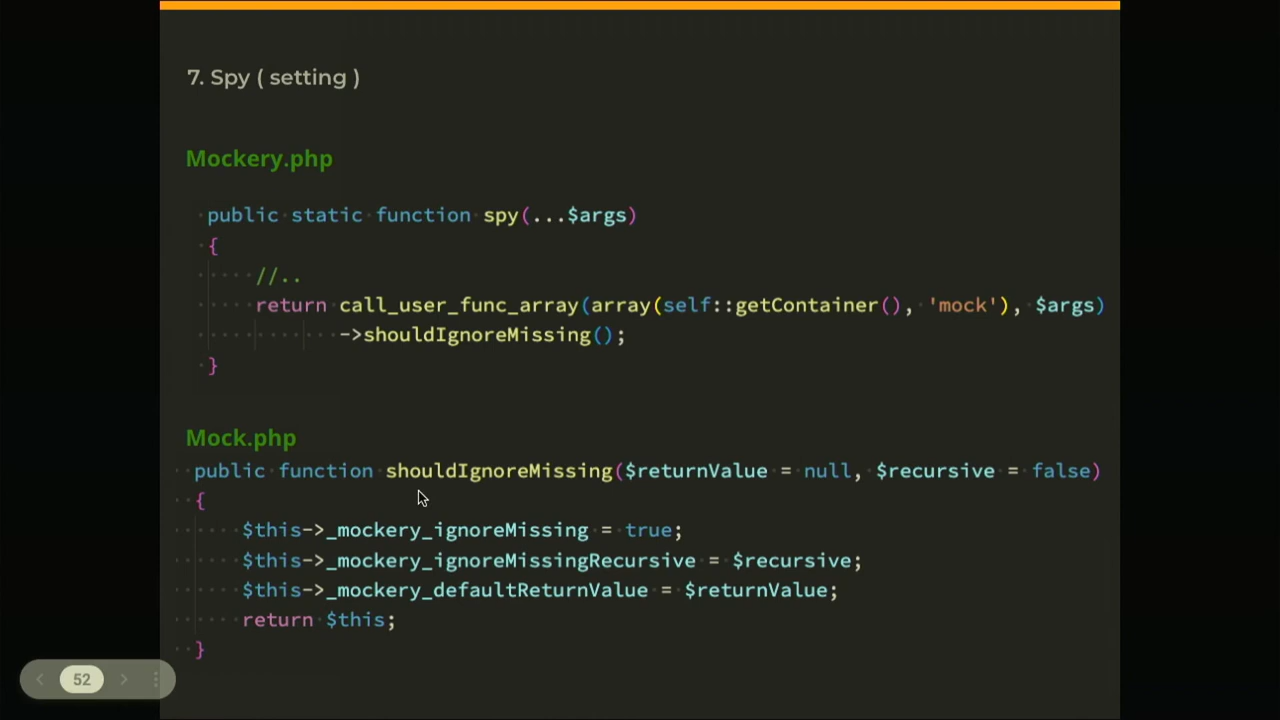 7. Spy ( setting )
Mockery.php
public static function spy(...$args)
{
//..
return call_user_func_array(array(self::getContainer(), 'mock'), $args)
->shouldIgnoreMissing();
}
Mock.php
public function shouldIgnoreMissing($returnValue = null, $recursive = false)
{
$this->_mockery_ignoreMissing = true;
$this->_mockery_ignoreMissingRecursive = $recursive;
$this->_mockery_defaultReturnValue = $returnValue;
return $this;
}
52